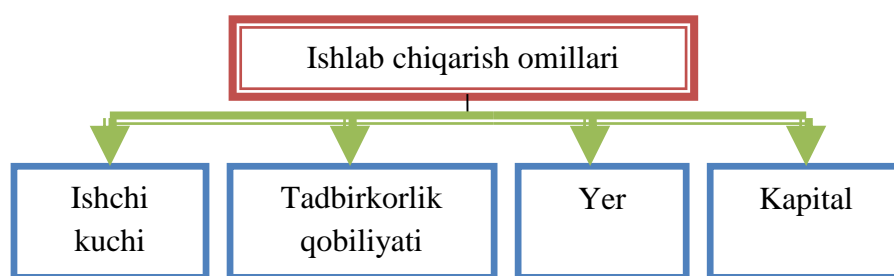 Ishlab chiqarish omillari
Ishchi
kuchi
Tadbirkorlik
qobiliyati
Yer
Kapital